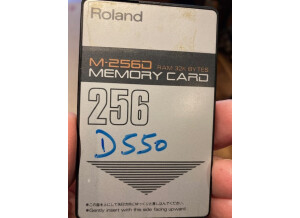 Roland
M-256D RAM 32K BYTES
MEMORY CARD
256
D550
●Gently insert with the side facing upward.